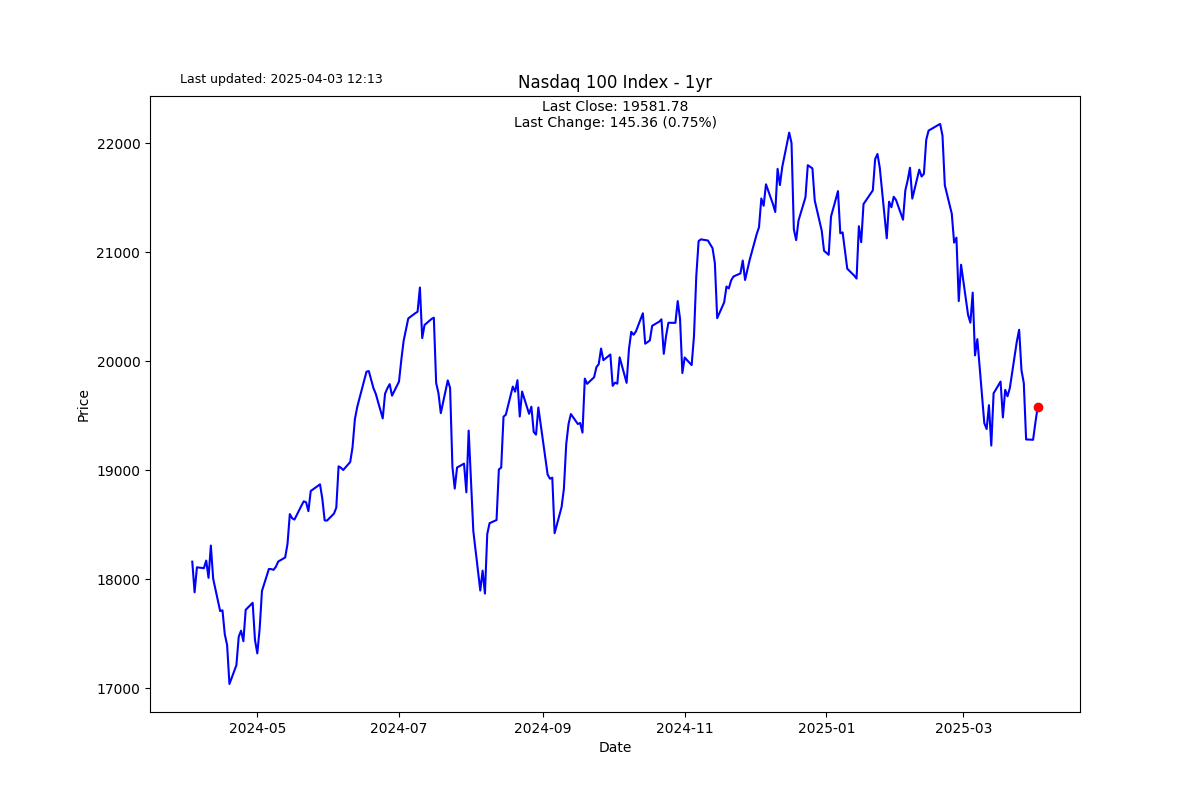 Last updated: 2025-04-03 12:13
Nasdaq 100 Index - 1yr
Last Close: 19581.78
Last Change: 145.36 (0.75%)
22000
21000
20000
19000
18000
17000
Price
2024-05
2024-07
2024-09
2024-11
2025-01
2025-03
Date